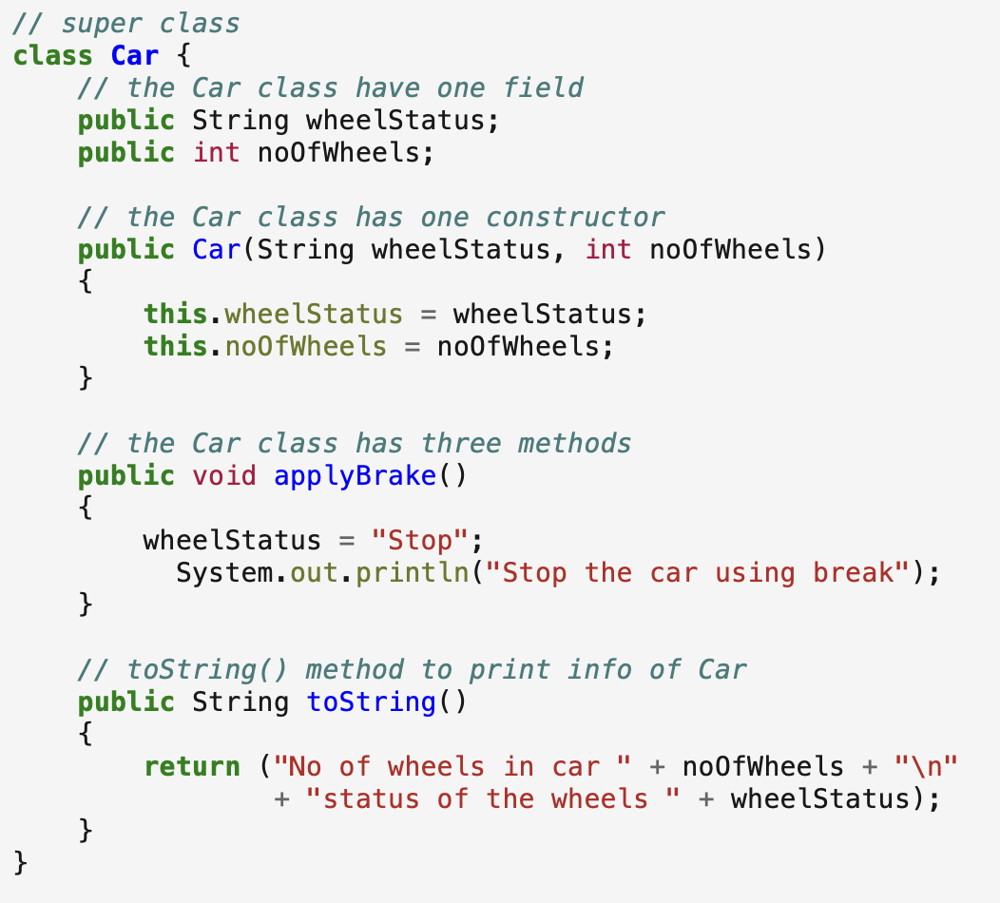 // super class
class Car {
    // the Car class have one field
    public String wheelStatus;
    public int noOfWheels;

    // the Car class has one constructor
    public Car(String wheelStatus, int noOfWheels)
    {
        this.wheelStatus = wheelStatus;
        this.noOfWheels = noOfWheels;
    }

    // the Car class has three methods
    public void applyBrake()
    {
        wheelStatus = "Stop";
          System.out.println("Stop the car using break");
    }

    // toString() method to print info of Car
    public String toString()
    {
        return ("No of wheels in car " + noOfWheels + "\n"
                + "status of the wheels " + wheelStatus);
    }
}